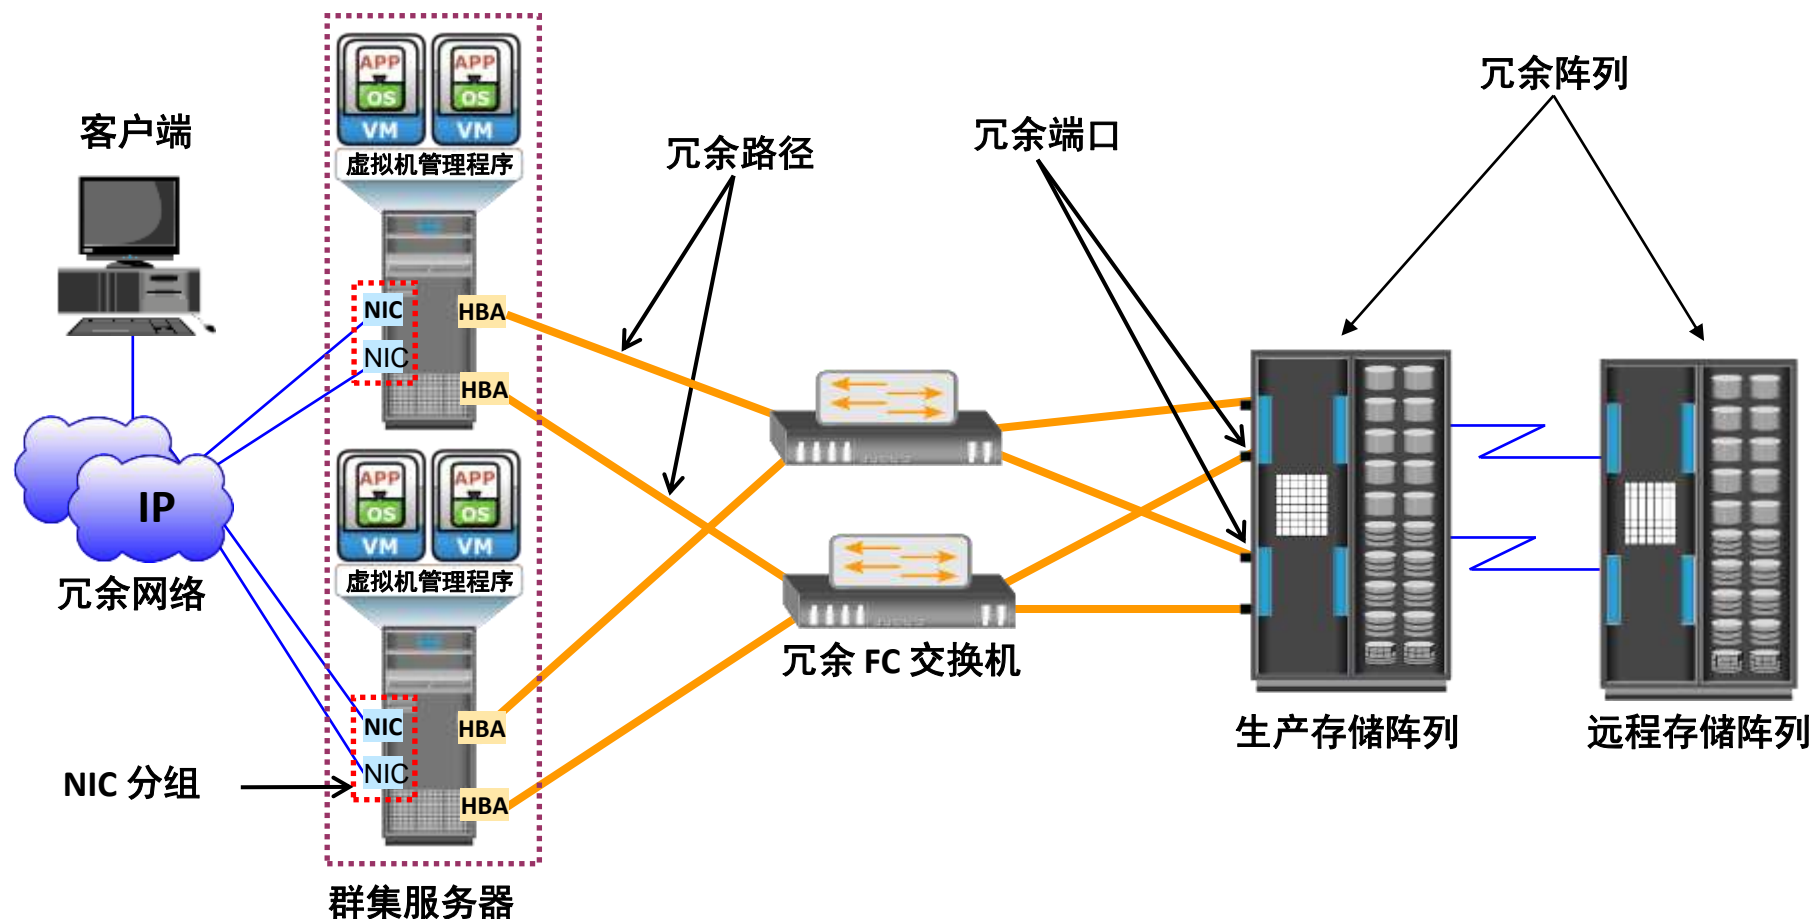 客户端
APP
OS
VM
APP
OS
VM
虚拟机管理程序
NIC
NIC
HBA
HBA
冗余路径
冗余端口
冗余阵列
IP
冗余网络
APP
OS
VM
APP
OS
VM
虚拟机管理程序
NIC
NIC
HBA
HBA
NIC 分组
群集服务器
冗余 FC 交换机
生产存储阵列
远程存储阵列